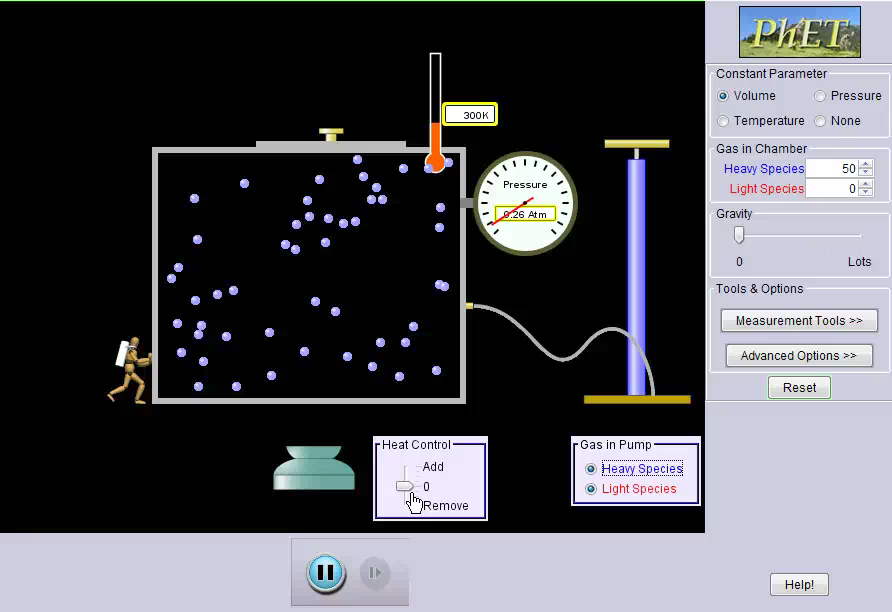 PhET
Constant Parameter
Volume Pressure
Temperature None
Gas in Chamber
Heavy Species 50
Light Species 0
Gravity
0 Lots
Tools & Options
Measurement Tools >>
Advanced Options >>
Reset
300K
Pressure
0.26 Atm
Heat Control
Add
0
Remove
Gas in Pump
Heavy Species
Light Species
Help!